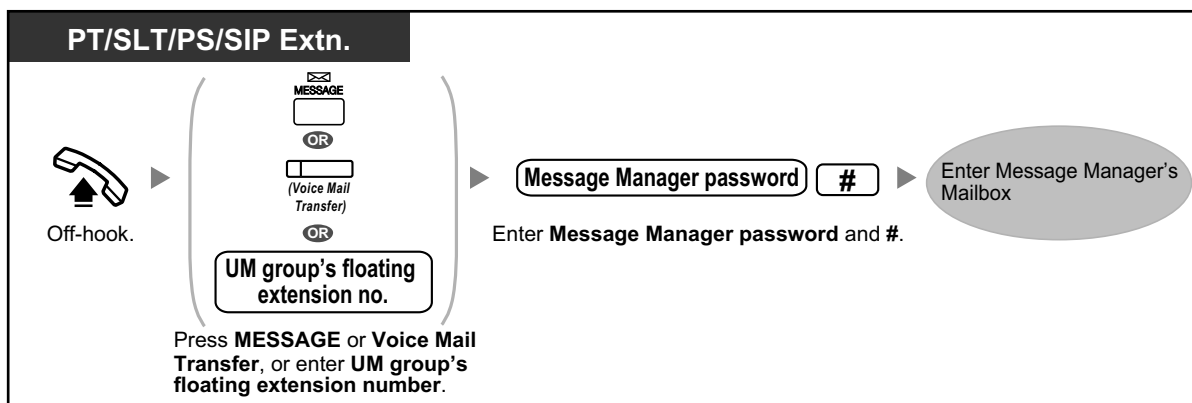 PT/SLT/PS/SIP Extn.
Off-hook.
MESSAGE
OR
(Voice Mail
Transfer)
OR
UM group's floating
extension no.
Press MESSAGE or Voice Mail
Transfer, or enter UM group's
floating extension number.
Message Manager password #
Enter Message Manager password and #.
Enter Message Manager's
Mailbox